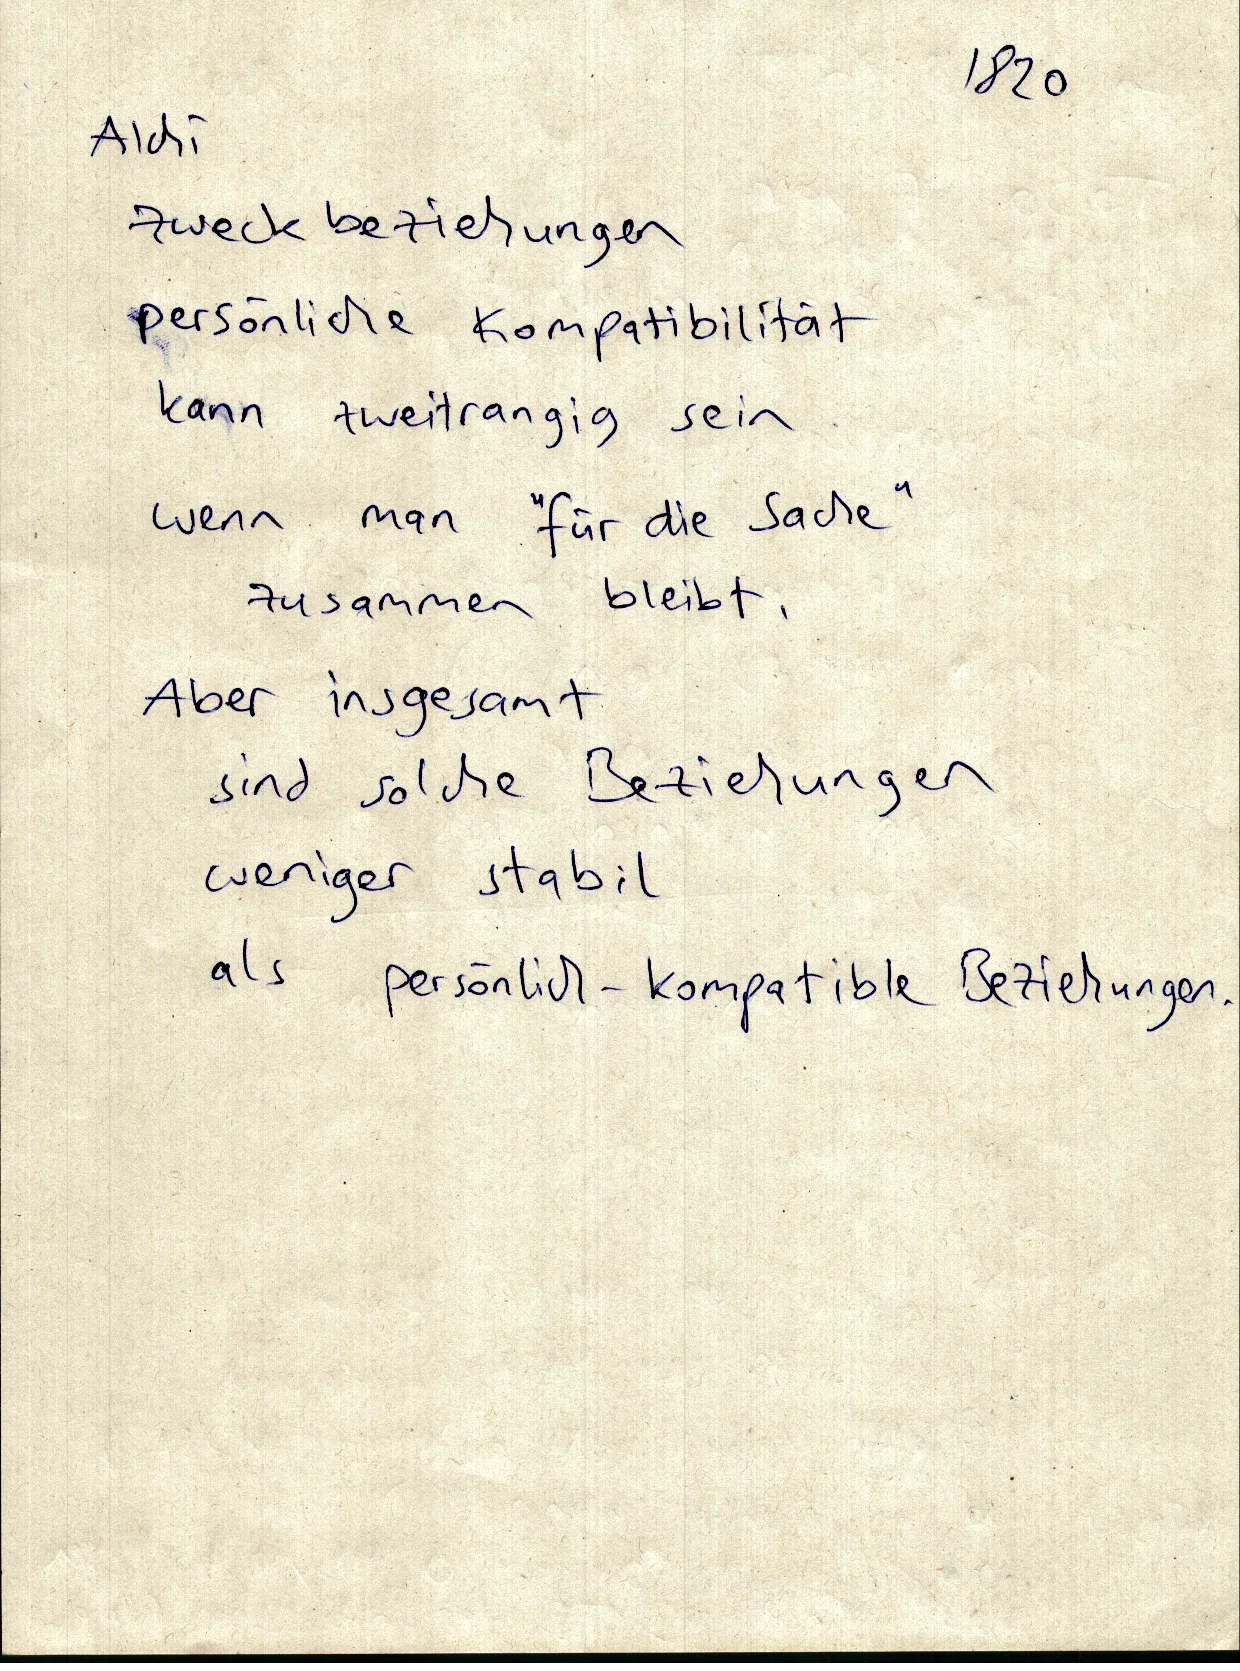 1820
Alchi
zweckbeziehungen
persönliche Kompatibilität
kann zweitrangig sein
wenn man "für die Sache"
zusammen bleibt.
Aber insgesamt
sind solche Beziehungen
weniger stabil
als persönlich-kompatible Beziehungen.